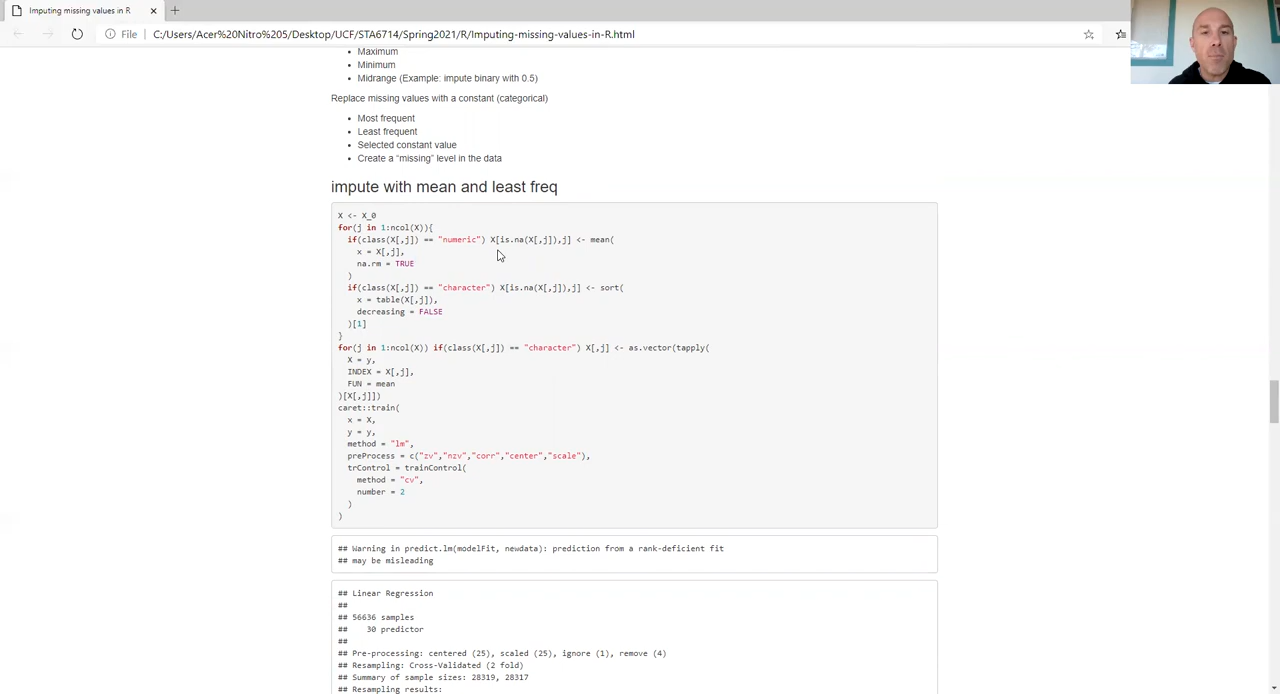 Imputing missing values in R
File
C:/Users/Acer%20Nitro%205/Desktop/UCF/STA6714/Spring2021/R/Imputing-missing-values-in-R.html
Maximum
Minimum
Midrange (Example: impute binary with 0.5)
Replace missing values with a constant (categorical)
Most frequent
Least frequent
Selected constant value
Create a “missing” level in the data
impute with mean and least freq
X <- X_0
for(j in 1:ncol(X)){
if(class(X[,j]) == "numeric") X[is.na(X[,j]),j] <- mean(
x = X[,j],
na.rm = TRUE
)
if(class(X[,j]) == "character") X[is.na(X[,j]),j] <- sort(
x = table(X[,j]),
decreasing = FALSE
)[1]
}
for(j in 1:ncol(X)) if(class(X[,j]) == "character") X[,j] <- as.vector(tapply(
X = y,
INDEX = X[,j],
FUN = mean
)[X[,j]])
caret::train(
x = X,
y = y,
method = "lm",
preProcess = c("zv","nzv","corr","center","scale"),
trControl = trainControl(
method = "cv",
number = 2
)
)
## Warning in predict.lm(modelFit, newdata): prediction from a rank-deficient fit
## may be misleading
## Linear Regression
##
## 56636 samples
## 30 predictor
##
## Pre-processing: centered (25), scaled (25), ignore (1), remove (4)
## Resampling: Cross-Validated (2 fold)
## Summary of sample sizes: 28319, 28317
## Resampling results: